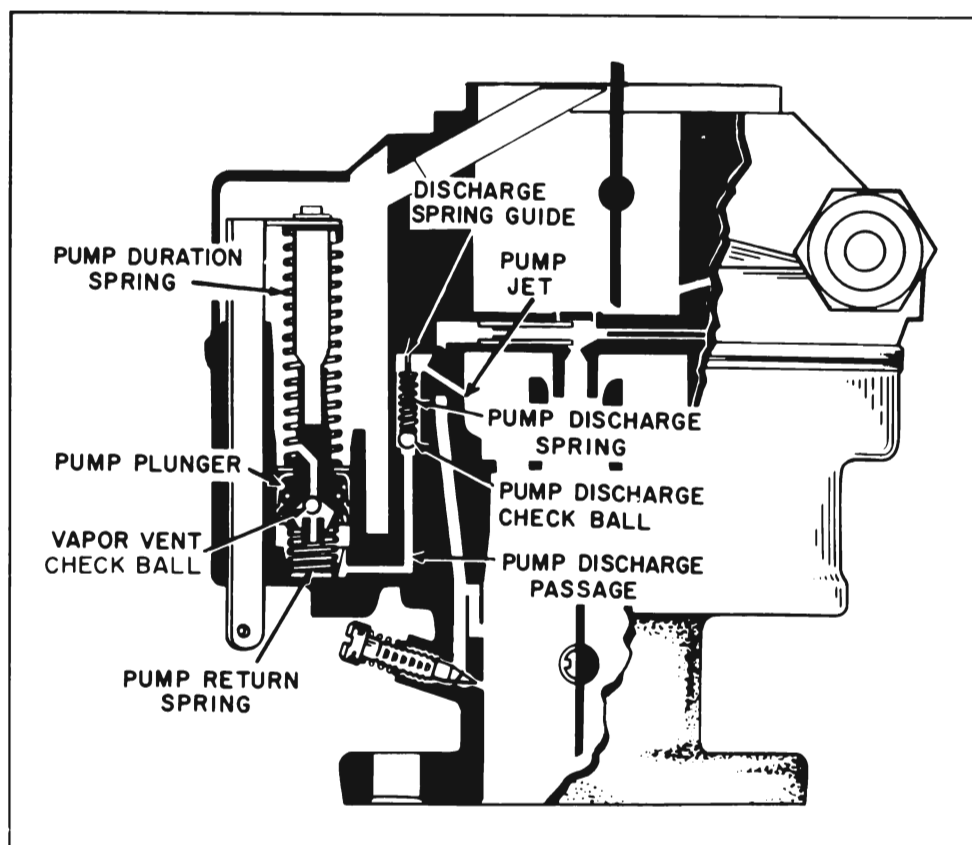 DISCHARGE
SPRING GUIDE
PUMP DURATION
SPRING
PUMP
JET
PUMP DISCHARGE
SPRING
PUMP PLUNGER
PUMP DISCHARGE
CHECK BALL
VAPOR VENT
CHECK BALL
PUMP DISCHARGE
PASSAGE
PUMP RETURN
SPRING